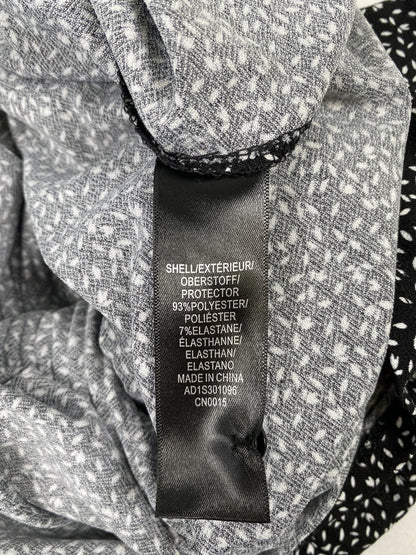 SHELL/EXTÉRIEUR/
OBERSTOFF/
PROTECTOR
93%POLYESTER/
POLIÉSTER
7%ELASTANE/
ÉLASTHANNE/
ELASTHAN/
ELASTANO
MADE IN CHINA
AD1S301096
CN0015